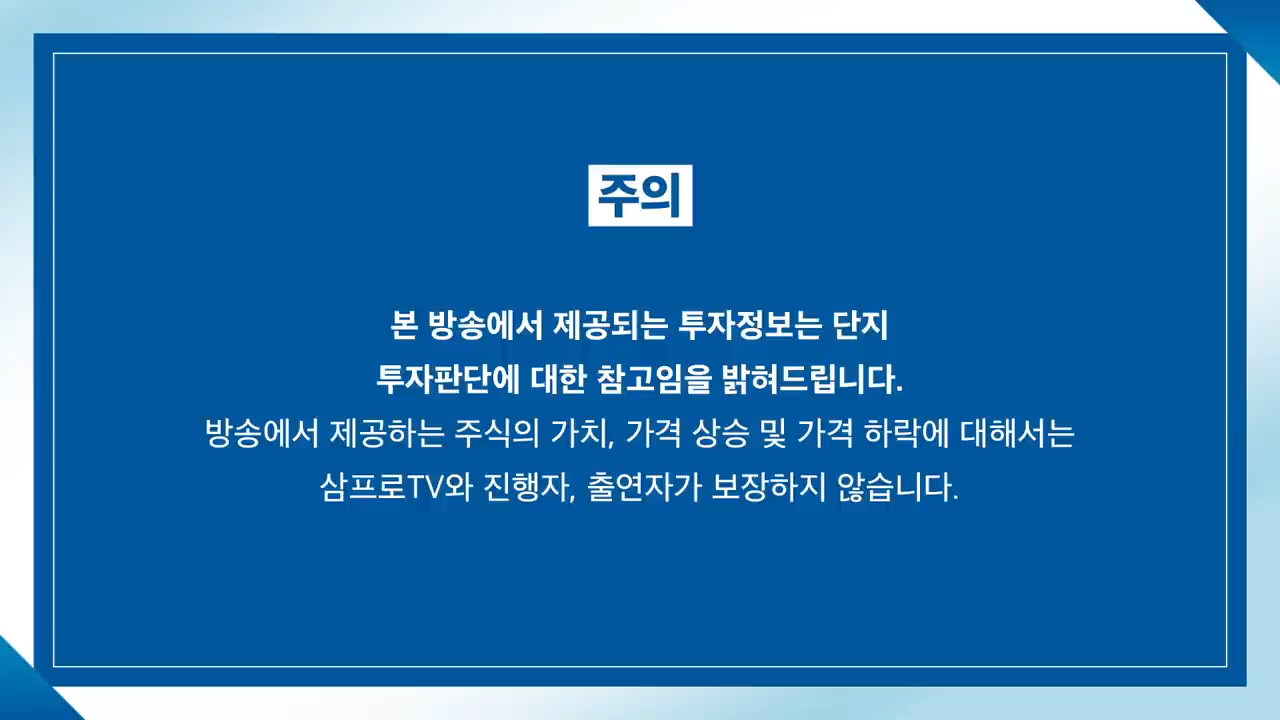 주의
본 방송에서 제공되는 투자정보는 단지
투자판단에 대한 참고임을 밝혀드립니다.
방송에서 제공하는 주식의 가치, 가격 상승 및 가격 하락에 대해서는
삼프로TV와 진행자, 출연자가 보장하지 않습니다.